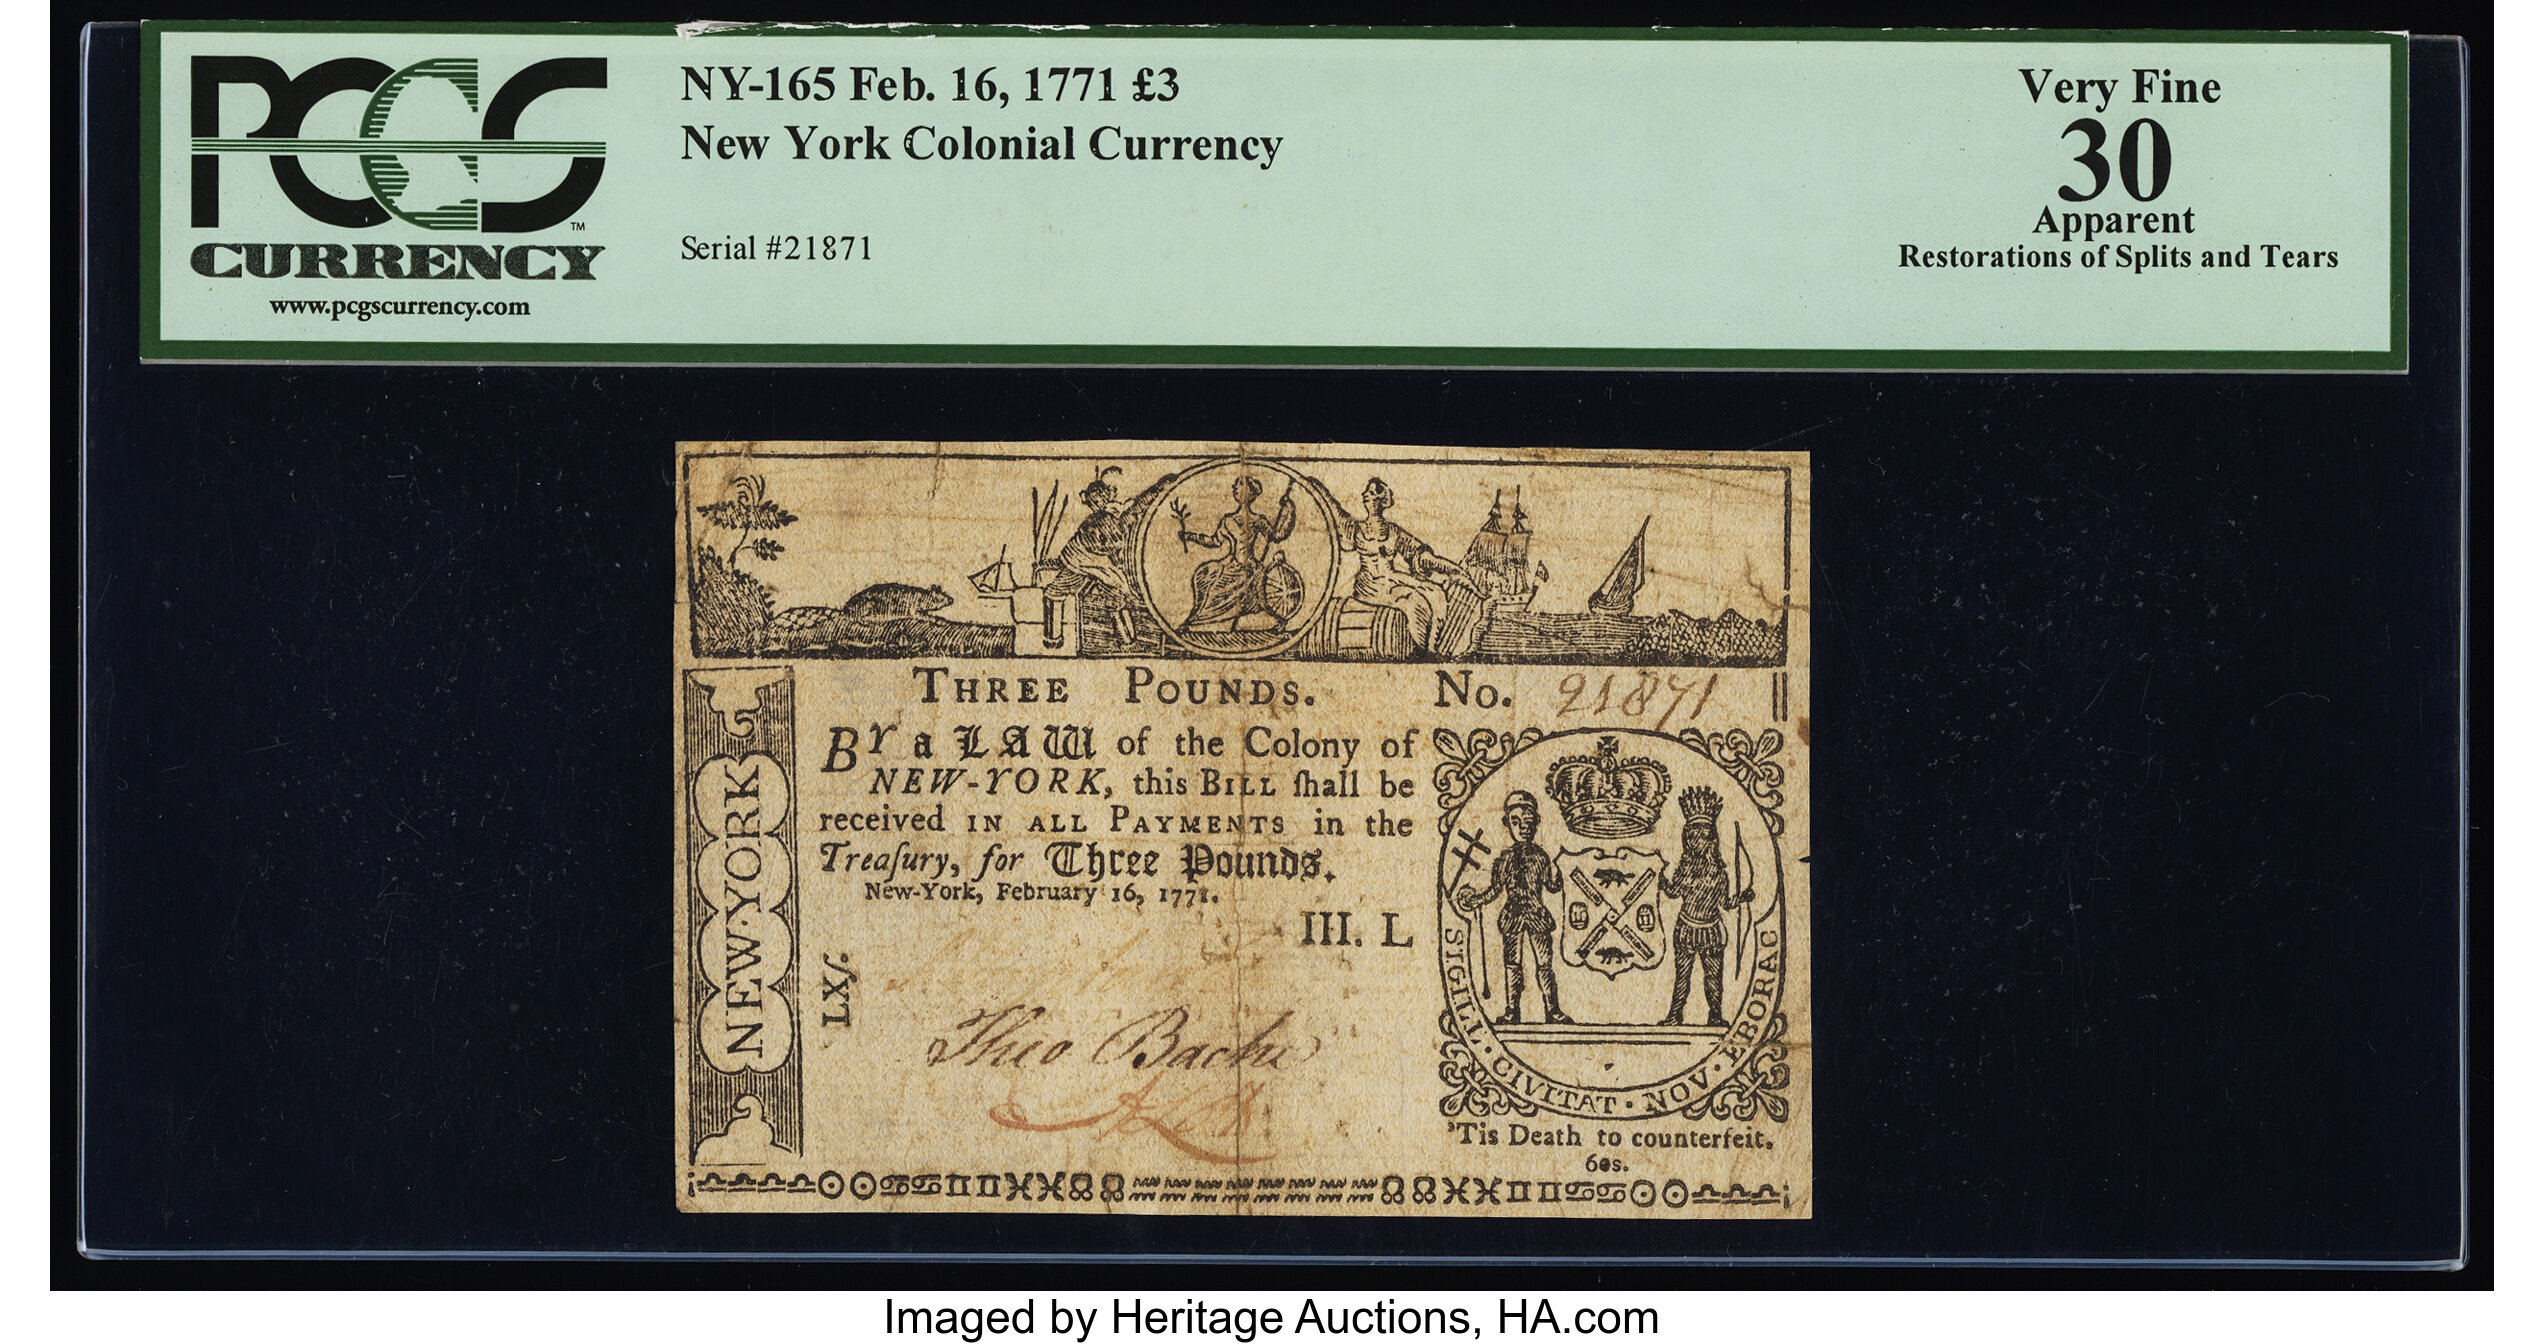 PCGS
TM
CURRENCY
www.pcgscurrency.com
NY-165 Feb. 16, 1771 £3
New York Colonial Currency
Serial #21871
Very Fine
30
Apparent
Restorations of Splits and Tears
THREE POUNDS. No. 21871
By a LAW of the Colony of
NEW-YORK, this BILL ſhall be
received IN ALL PAYMENTS in the
Treaſury, for Three Pounds.
New-York, February 16, 1771.
III. L
LXſ.
NEW·YORK
Theo Bache
SIGILL · CIVITAT · NOV · EBORAC
'Tis Death to counterfeit.
60s.
Imaged by Heritage Auctions, HA.com